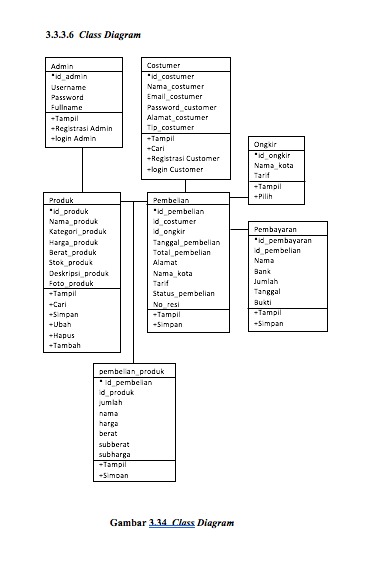 3.3.3.6 Class Diagram
Admin
*id_admin
Username
Password
Fullname
+Tampil
+Registrasi Admin
+login Admin
Costumer
*id_costumer
Nama_costumer
Email_costumer
Password_customer
Alamat_costumer
Tlp_costumer
+Tampil
+Cari
+Registrasi Customer
+login Customer
Ongkir
*id_ongkir
Nama_kota
Tarif
+Tampil
+Pilih
Produk
*id_produk
Nama_produk
Kategori_produk
Harga_produk
Berat_produk
Stok_produk
Deskripsi_produk
Foto_produk
+Tampil
+Cari
+Simpan
+Ubah
+Hapus
+Tambah
Pembelian
*id_pembelian
id_costumer
id_ongkir
Tanggal_pembelian
Total_pembelian
Alamat
Nama_kota
Tarif
Status_pembelian
No_resi
+Tampil
+Simpan
Pembayaran
*id_pembayaran
id_pembelian
Nama
Bank
Jumlah
Tanggal
Bukti
+Tampil
+Simpan
pembelian_produk
* id_pembelian
id_produk
jumlah
nama
harga
berat
subberat
subharga
+Tampil
+Simpan
Gambar 3.34 Class Diagram